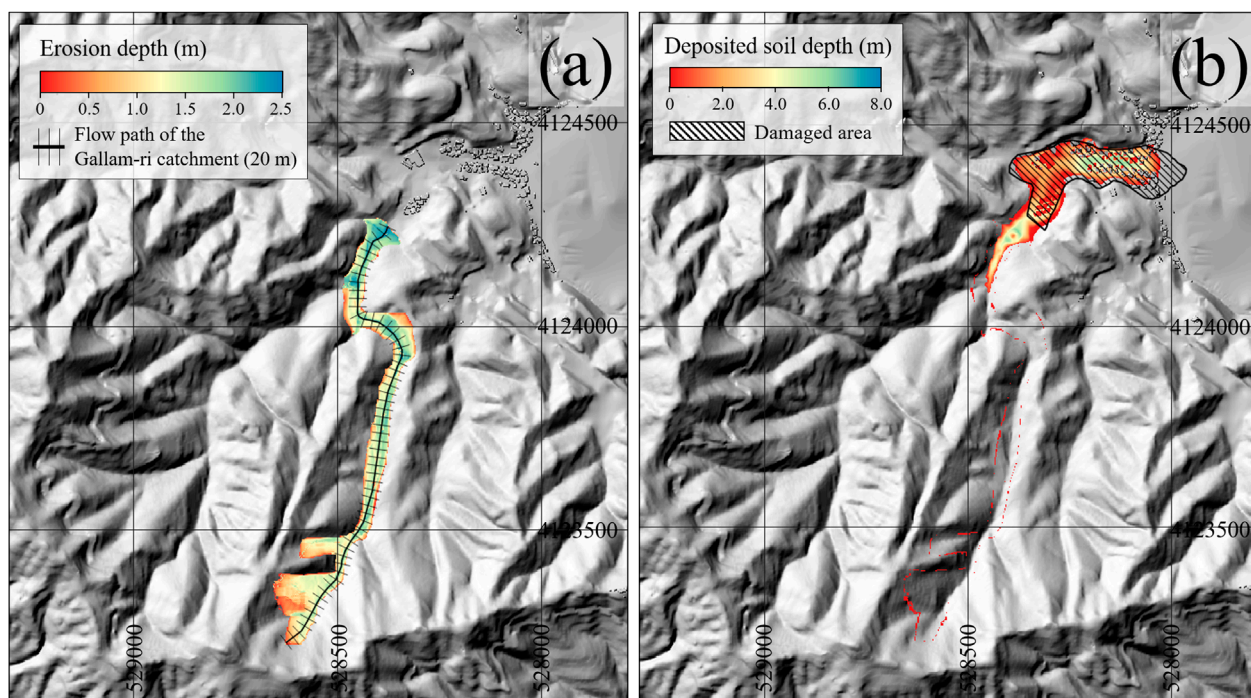 Erosion depth (m)
0 0.5 1.0 1.5 2.0 2.5
Flow path of the
Gallam-ri catchment (20 m)
(a)
4124500
4124000
4123500
529000
528500
528000
Deposited soil depth (m)
0 2.0 4.0 6.0 8.0
Damaged area
(b)
4124500
4124000
4123500
529000
528500
528000